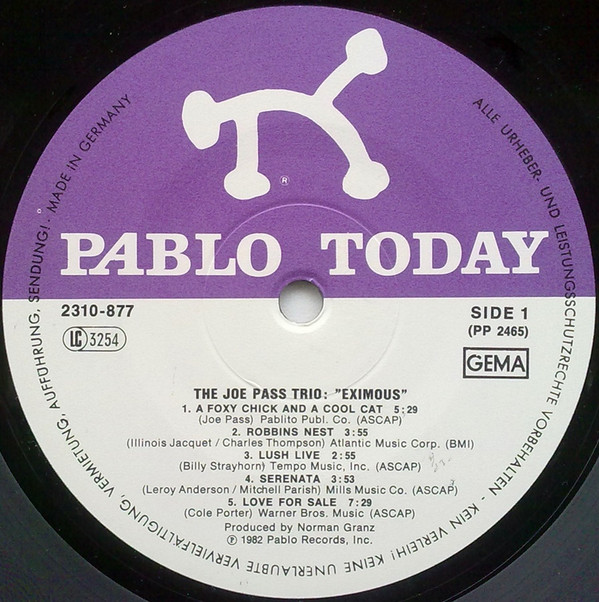 ®
PABLO TODAY
2310-877
SIDE 1
(PP 2465)
LC 3254
GEMA
THE JOE PASS TRIO: "EXIMOUS"
1. A FOXY CHICK AND A COOL CAT 5:29
(Joe Pass) Pablito Publ. Co. (ASCAP)
2. ROBBINS NEST 3:55
(Illinois Jacquet / Charles Thompson) Atlantic Music Corp. (BMI)
3. LUSH LIVE 2:55
(Billy Strayhorn) Tempo Music, Inc. (ASCAP)
4. SERENATA 3:53
(Leroy Anderson / Mitchell Parish) Mills Music Co. (ASCAP)
5. LOVE FOR SALE 7:29
(Cole Porter) Warner Bros. Music (ASCAP)
Produced by Norman Granz
℗ 1982 Pablo Records, Inc.
ALLE URHEBER- UND LEISTUNGSSCHUTZRECHTE VORBEHALTEN - KEIN VERLEIH! KEINE UNERLAUBTE VERVIELFÄLTIGUNG, VERMIETUNG, AUFFÜHRUNG, SENDUNG! · MADE IN GERMANY